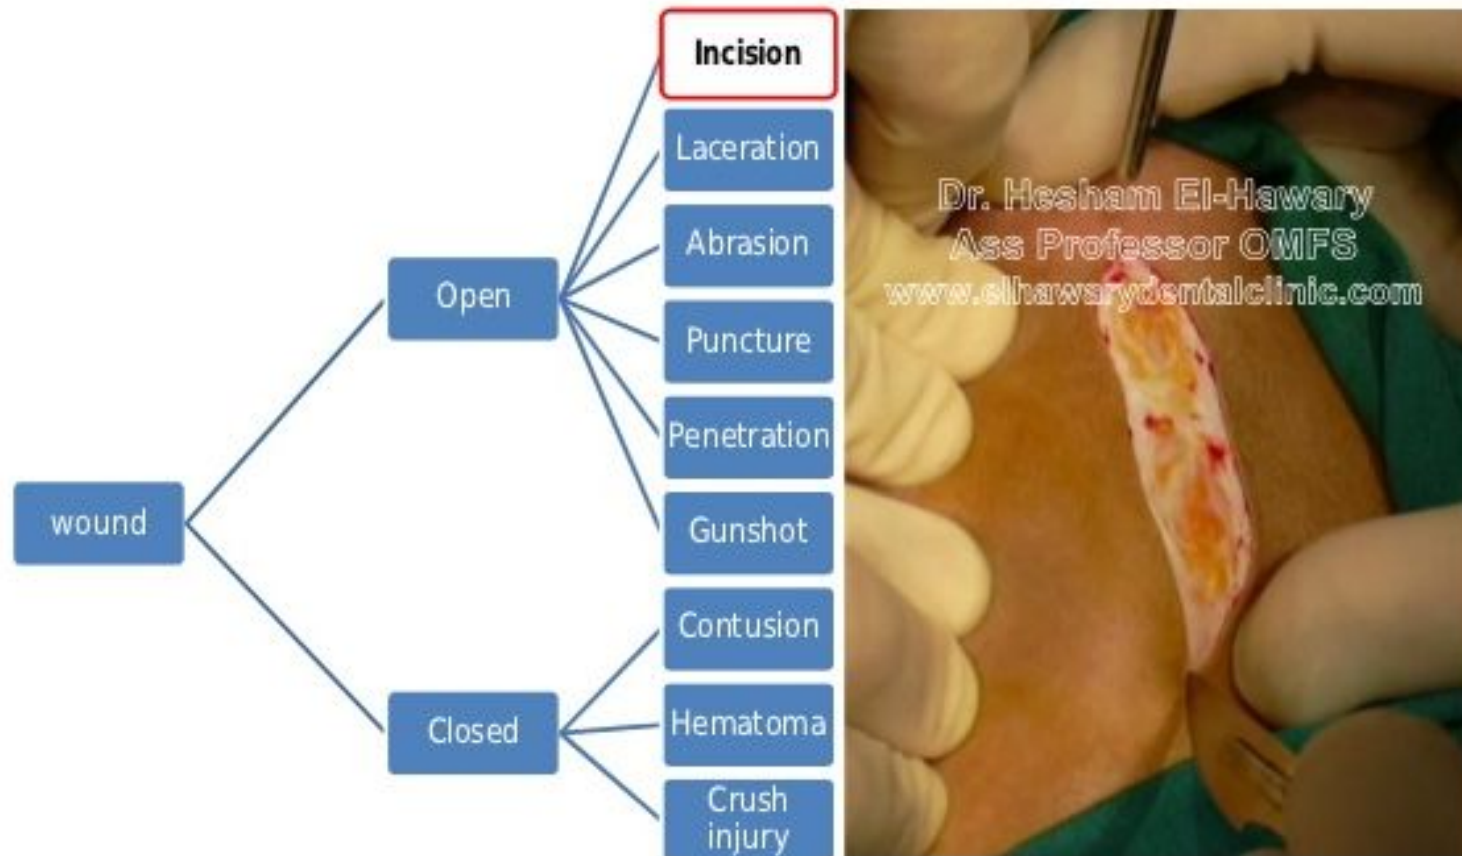 wound
Open
Closed
Incision
Laceration
Abrasion
Puncture
Penetration
Gunshot
Contusion
Hematoma
Crush
injury
Dr. Hesham El-Hawary
Ass Professor OMFS
www.elhawarydentalclinic.com